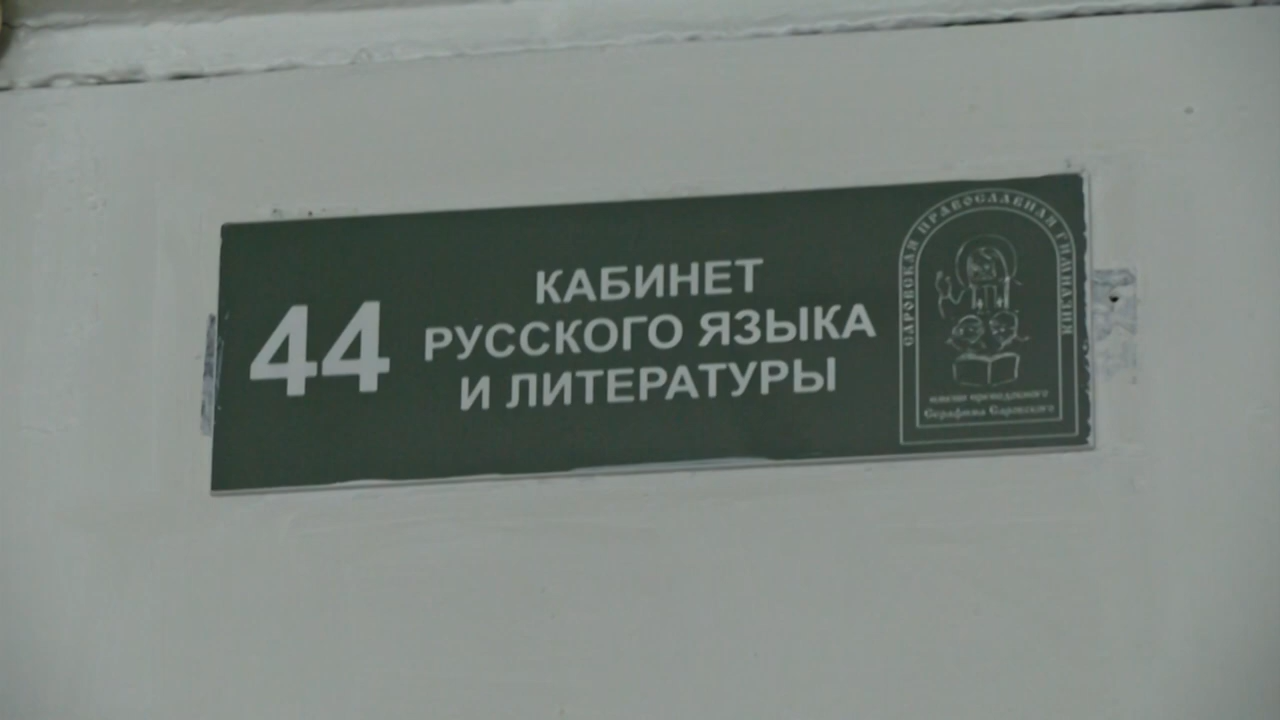 44
КАБИНЕТ
РУССКОГО ЯЗЫКА
И ЛИТЕРАТУРЫ
САРОВСКАЯ ПРАВОСЛАВНАЯ ГИМНАЗИЯ
имени преподобного
Серафима Саровского